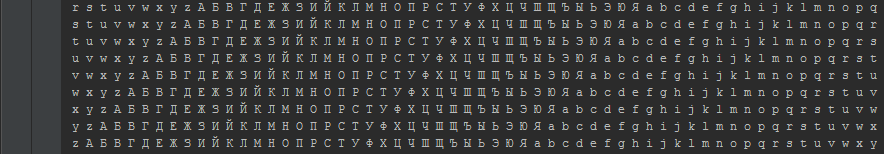 r s t u v w x y z А Б В Г Д Е Ж З И Й К Л М Н О П Р С Т У Ф Х Ц Ч Ш Щ Ъ Ы Ь Э Ю Я a b c d e f g h i j k l m n o p q
s t u v w x y z А Б В Г Д Е Ж З И Й К Л М Н О П Р С Т У Ф Х Ц Ч Ш Щ Ъ Ы Ь Э Ю Я a b c d e f g h i j k l m n o p q r
t u v w x y z А Б В Г Д Е Ж З И Й К Л М Н О П Р С Т У Ф Х Ц Ч Ш Щ Ъ Ы Ь Э Ю Я a b c d e f g h i j k l m n o p q r s
u v w x y z А Б В Г Д Е Ж З И Й К Л М Н О П Р С Т У Ф Х Ц Ч Ш Щ Ъ Ы Ь Э Ю Я a b c d e f g h i j k l m n o p q r s t
v w x y z А Б В Г Д Е Ж З И Й К Л М Н О П Р С Т У Ф Х Ц Ч Ш Щ Ъ Ы Ь Э Ю Я a b c d e f g h i j k l m n o p q r s t u
w x y z А Б В Г Д Е Ж З И Й К Л М Н О П Р С Т У Ф Х Ц Ч Ш Щ Ъ Ы Ь Э Ю Я a b c d e f g h i j k l m n o p q r s t u v
x y z А Б В Г Д Е Ж З И Й К Л М Н О П Р С Т У Ф Х Ц Ч Ш Щ Ъ Ы Ь Э Ю Я a b c d e f g h i j k l m n o p q r s t u v w
y z А Б В Г Д Е Ж З И Й К Л М Н О П Р С Т У Ф Х Ц Ч Ш Щ Ъ Ы Ь Э Ю Я a b c d e f g h i j k l m n o p q r s t u v w x
z А Б В Г Д Е Ж З И Й К Л М Н О П Р С Т У Ф Х Ц Ч Ш Щ Ъ Ы Ь Э Ю Я a b c d e f g h i j k l m n o p q r s t u v w x y